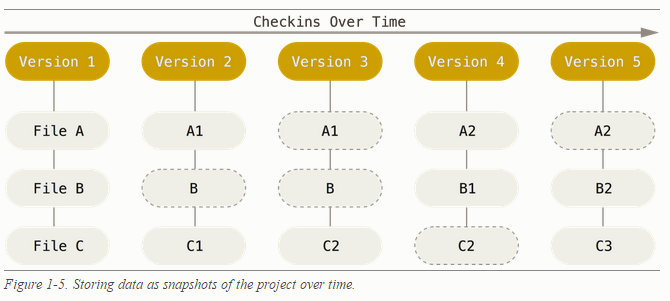 Checkins Over Time
Version 1 Version 2 Version 3 Version 4 Version 5
File A A1 A1 A2 A2
File B B B B1 B2
File C C1 C2 C2 C3
Figure 1-5. Storing data as snapshots of the project over time.